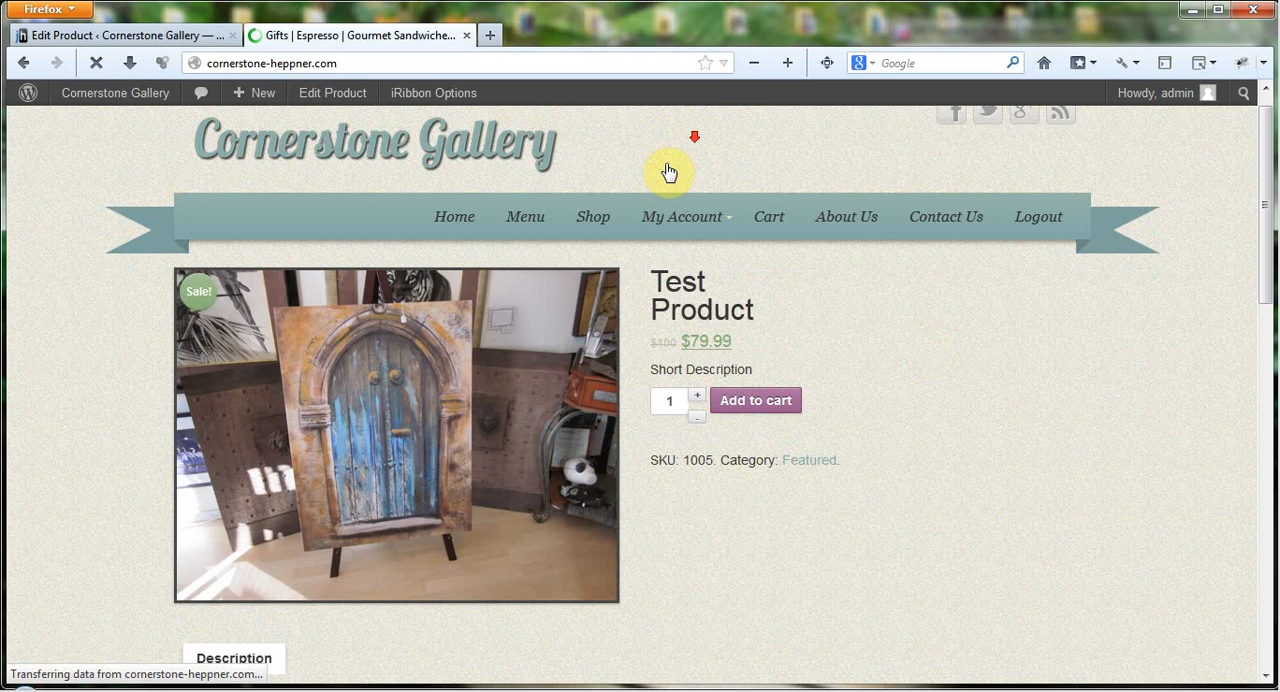 Firefox
Edit Product ‹ Cornerstone Gallery — ...
Gifts | Espresso | Gourmet Sandwiche...
cornerstone-heppner.com
Google
Cornerstone Gallery
New
Edit Product
iRibbon Options
Howdy, admin
Cornerstone Gallery
Home
Menu
Shop
My Account
Cart
About Us
Contact Us
Logout
Sale!
Test
Product
$100 $79.99
Short Description
1
+
-
Add to cart
SKU: 1005. Category: Featured.
Description
Transferring data from cornerstone-heppner.com...